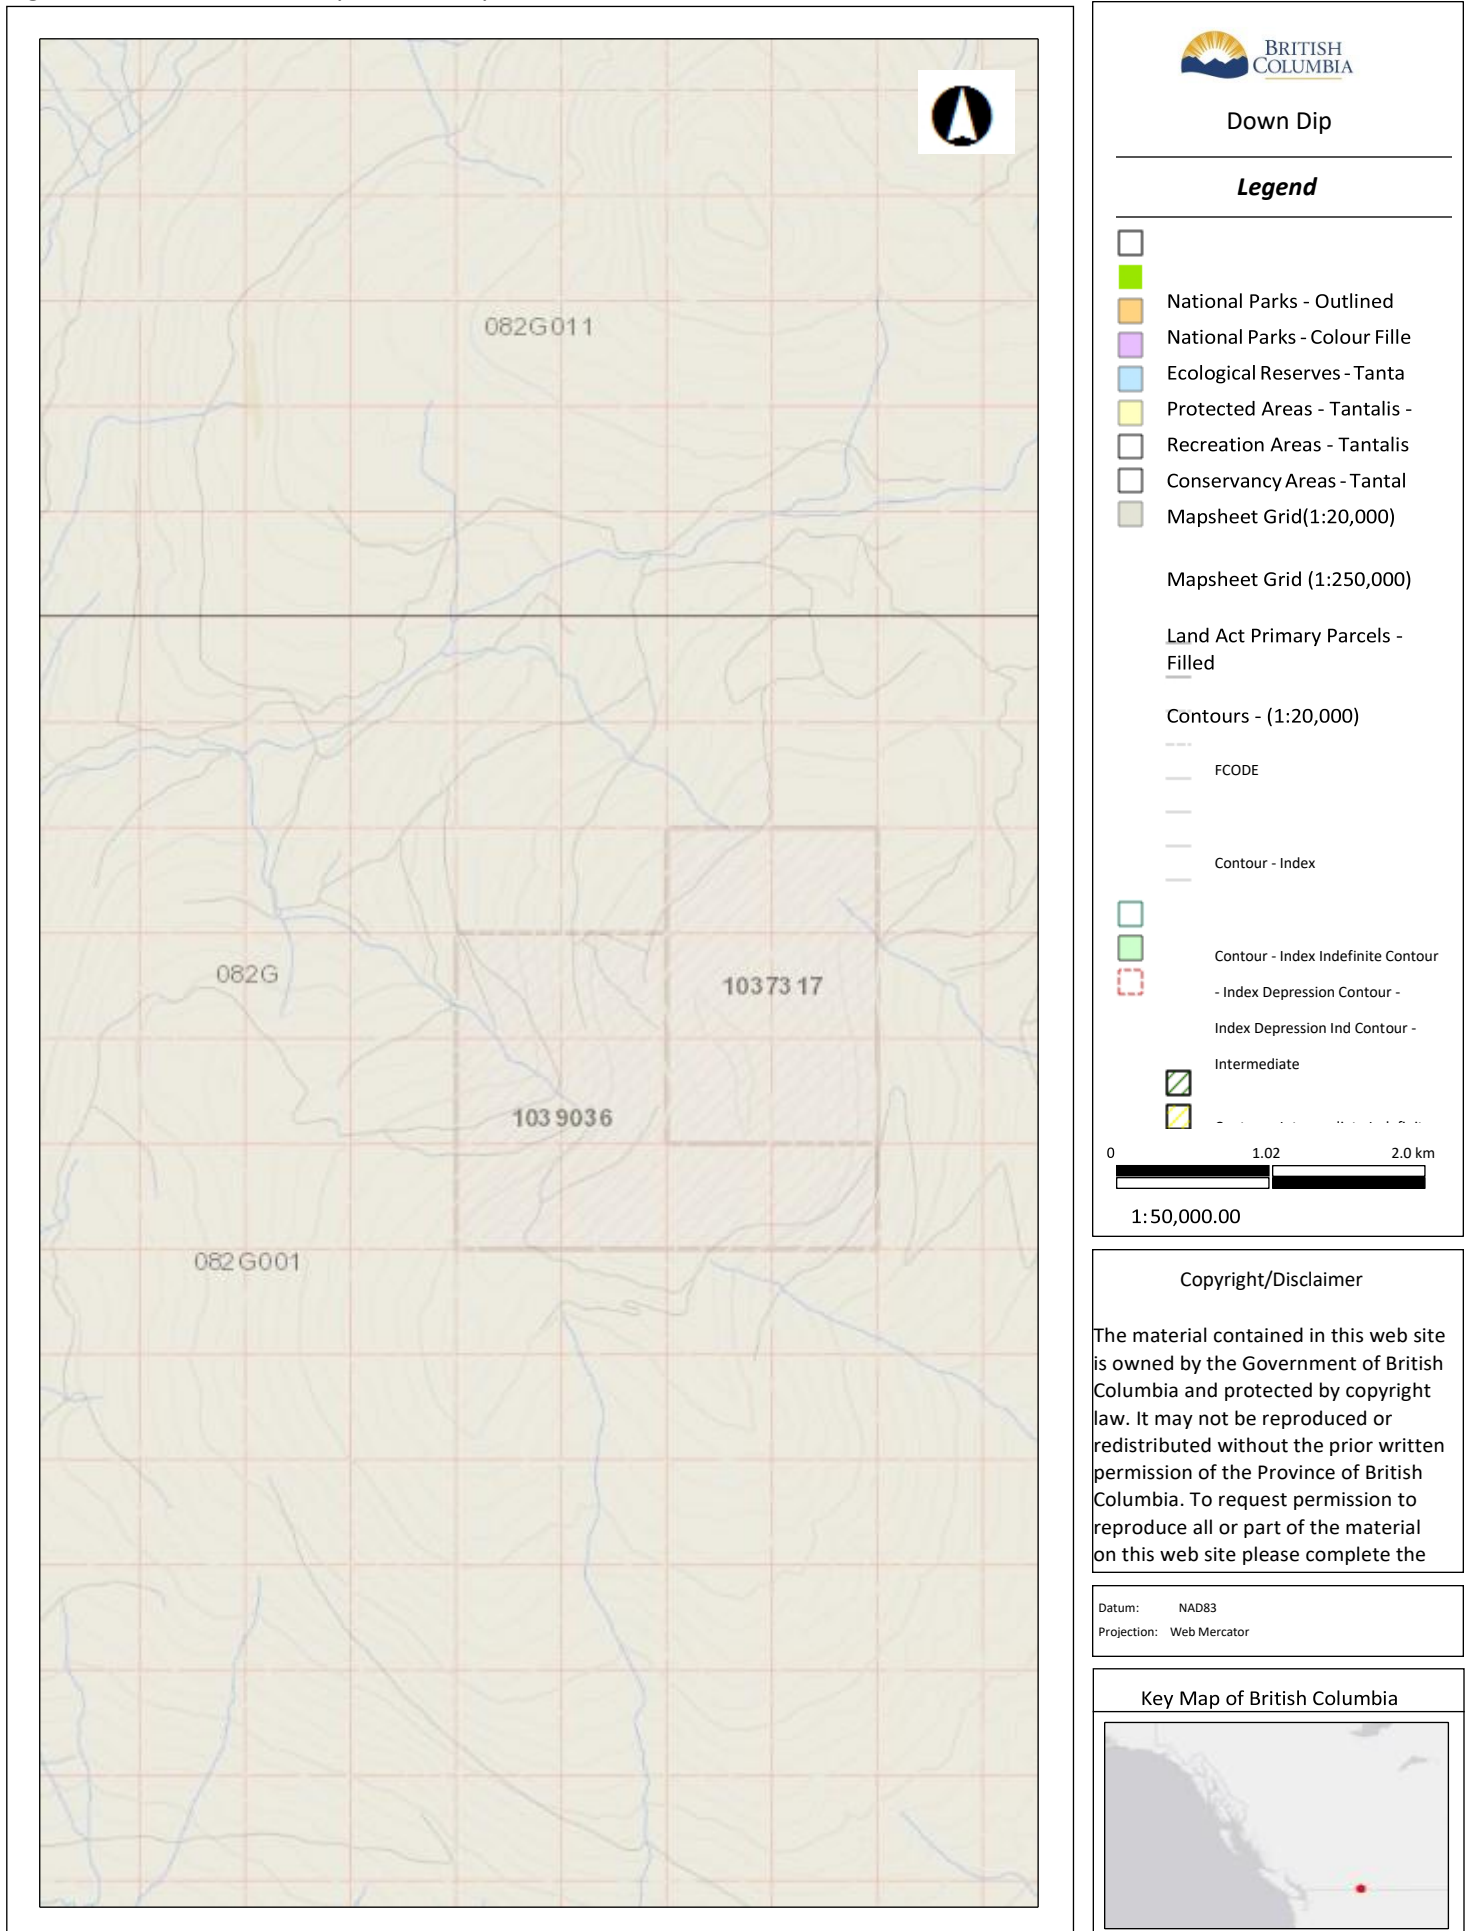 082G011
082G
1037317
1039036
082G001
BRITISH
COLUMBIA
Down Dip
Legend
National Parks - Outlined
National Parks - Colour Fille
Ecological Reserves - Tanta
Protected Areas - Tantalis -
Recreation Areas - Tantalis
Conservancy Areas - Tantal
Mapsheet Grid(1:20,000)
Mapsheet Grid (1:250,000)
Land Act Primary Parcels -
Filled
Contours - (1:20,000)
FCODE
Contour - Index
Contour - Index Indefinite Contour
- Index Depression Contour -
Index Depression Ind Contour -
Intermediate
0 1.02 2.0 km
1:50,000.00
Copyright/Disclaimer
The material contained in this web site
is owned by the Government of British
Columbia and protected by copyright
law. It may not be reproduced or
redistributed without the prior written
permission of the Province of British
Columbia. To request permission to
reproduce all or part of the material
on this web site please complete the
Datum: NAD83
Projection: Web Mercator
Key Map of British Columbia